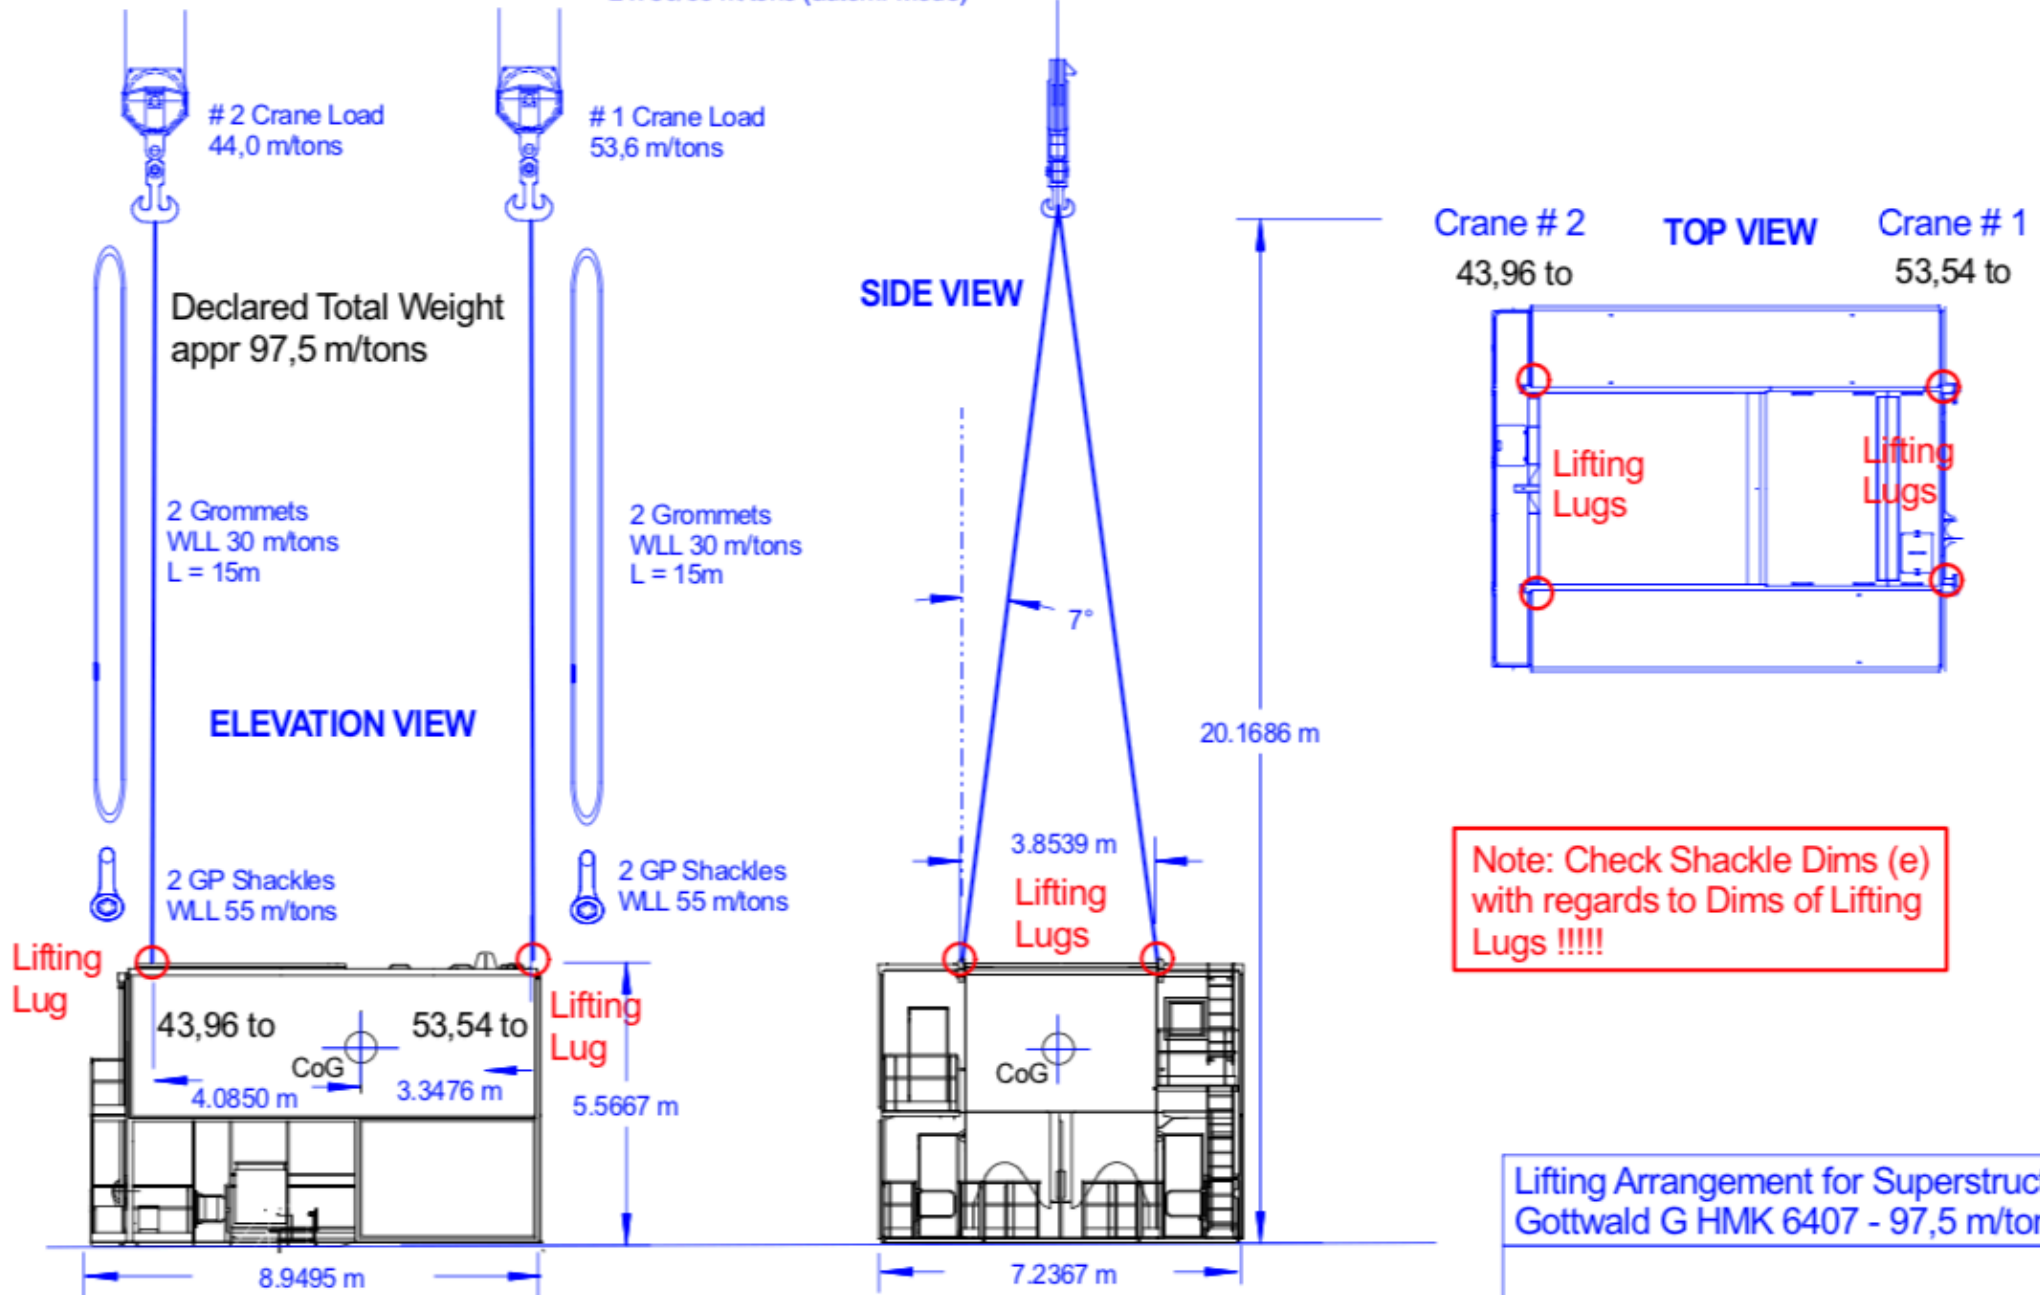 # 2 Crane Load
44,0 m/tons
# 1 Crane Load
53,6 m/tons
Declared Total Weight
appr 97,5 m/tons
2 Grommets
WLL 30 m/tons
L = 15m
2 Grommets
WLL 30 m/tons
L = 15m
ELEVATION VIEW
2 GP Shackles
WLL 55 m/tons
2 GP Shackles
WLL 55 m/tons
Lifting
Lug
Lifting
Lug
43,96 to
53,54 to
CoG
4.0850 m
3.3476 m
5.5667 m
8.9495 m
SIDE VIEW
7°
20.1686 m
3.8539 m
Lifting
Lugs
CoG
7.2367 m
Crane # 2
43,96 to
TOP VIEW
Crane # 1
53,54 to
Lifting
Lugs
Lifting
Lugs
Note: Check Shackle Dims (e)
with regards to Dims of Lifting
Lugs !!!!!
Lifting Arrangement for Superstruct
Gottwald G HMK 6407 - 97,5 m/ton